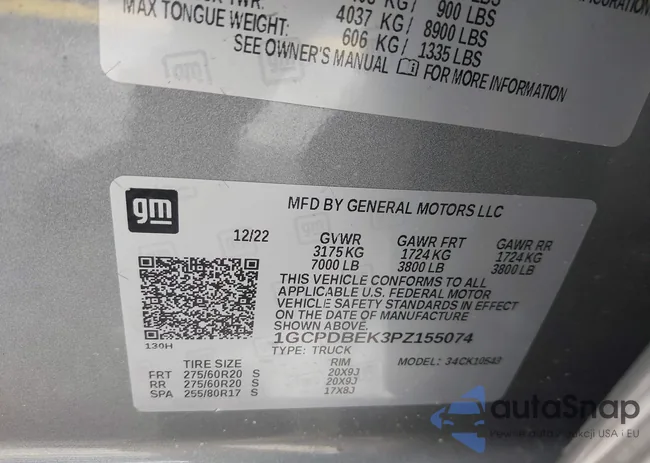 900 LBS
4037 KG/ 8900 LBS
MAX TONGUE WEIGHT: 606 KG/ 1335 LBS
SEE OWNER'S MANUAL FOR MORE INFORMATION
gm
MFD BY GENERAL MOTORS LLC
12/22 GVWR GAWR FRT GAWR RR
3175 KG 1724 KG 1724 KG
7000 LB 3800 LB 3800 LB
THIS VEHICLE CONFORMS TO ALL
APPLICABLE U.S. FEDERAL MOTOR
VEHICLE SAFETY STANDARDS IN EFFECT
ON THE DATE OF MANUFACTURE
SHOWN ABOVE.
1GCPDBEK3PZ155074
130H
TYPE: TRUCK MODEL: 34CK10543
TIRE SIZE RIM
FRT 275/60R20 S 20X9J
RR 275/60R20 S 20X9J
SPA 255/80R17 S 17X8J
autoSnap